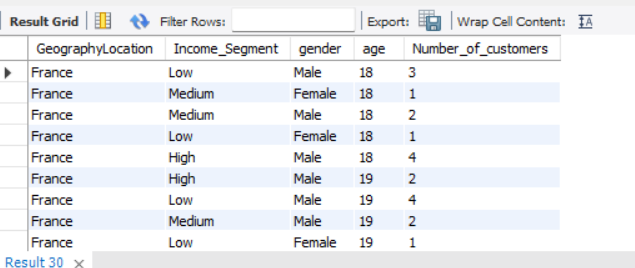 Result Grid Filter Rows: Export: Wrap Cell Content: IA
GeographyLocation Income_Segment gender age Number_of_customers
France Low Male 18 3
France Medium Female 18 1
France Medium Male 18 2
France Low Female 18 1
France High Male 18 4
France High Male 19 2
France Low Male 19 4
France Medium Male 19 2
France Low Female 19 1
Result 30 ×